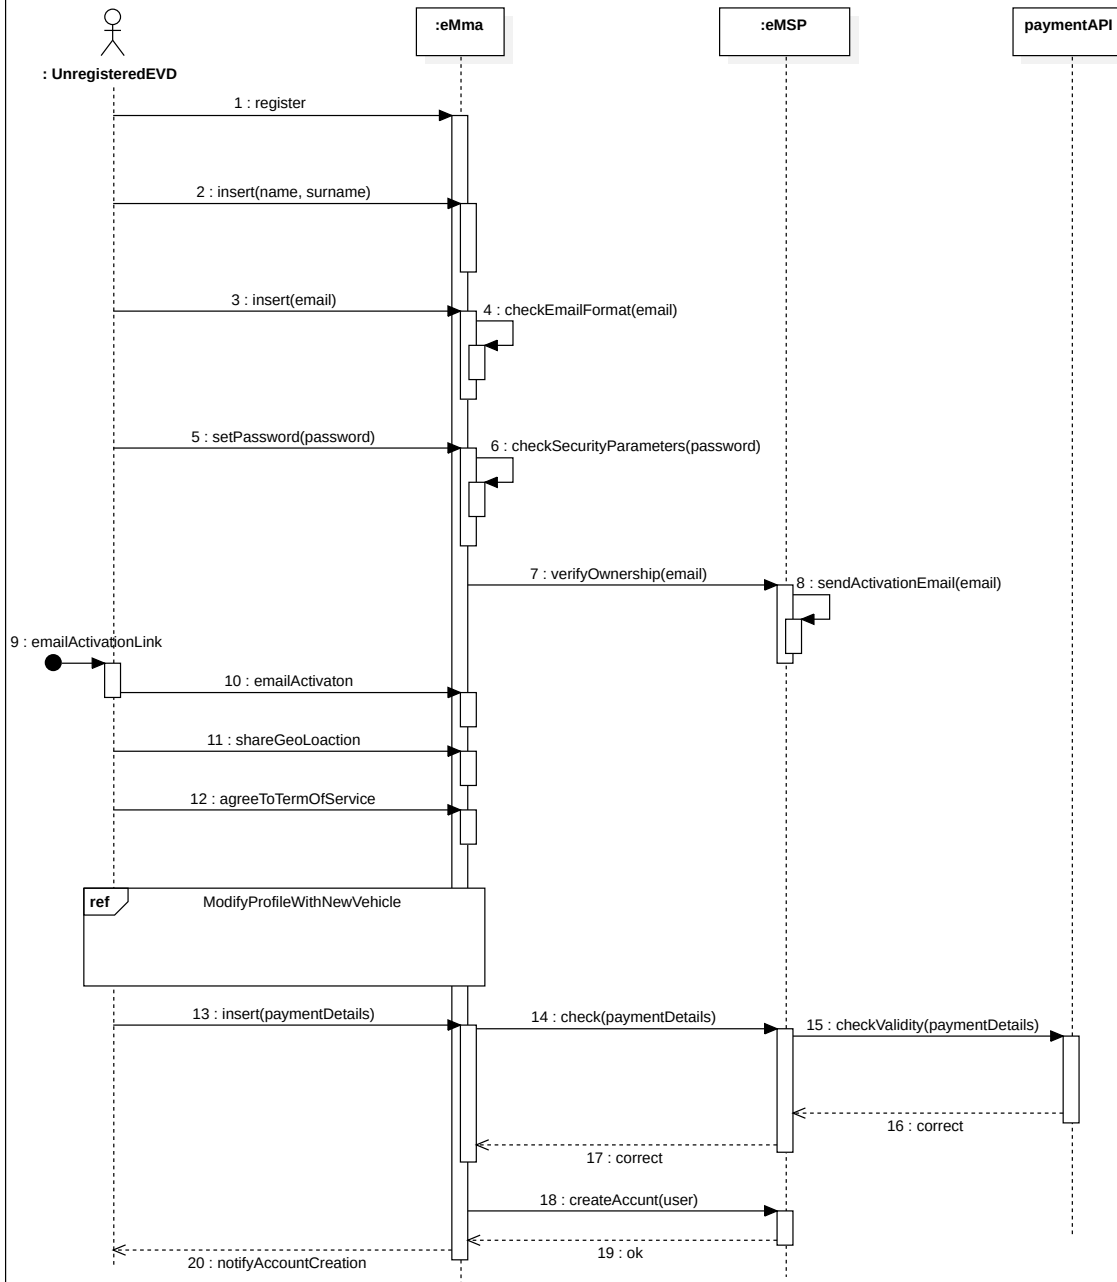 :eMma
:eMSP
paymentAPI
: UnregisteredEVD
1 : register
2 : insert(name, surname)
3 : insert(email)
4 : checkEmailFormat(email)
5 : setPassword(password)
6 : checkSecurityParameters(password)
7 : verifyOwnership(email)
8 : sendActivationEmail(email)
9 : emailActivationLink
10 : emailActivaton
11 : shareGeoLoaction
12 : agreeToTermOfService
ref
ModifyProfileWithNewVehicle
13 : insert(paymentDetails)
14 : check(paymentDetails)
15 : checkValidity(paymentDetails)
16 : correct
17 : correct
18 : createAccunt(user)
19 : ok
20 : notifyAccountCreation